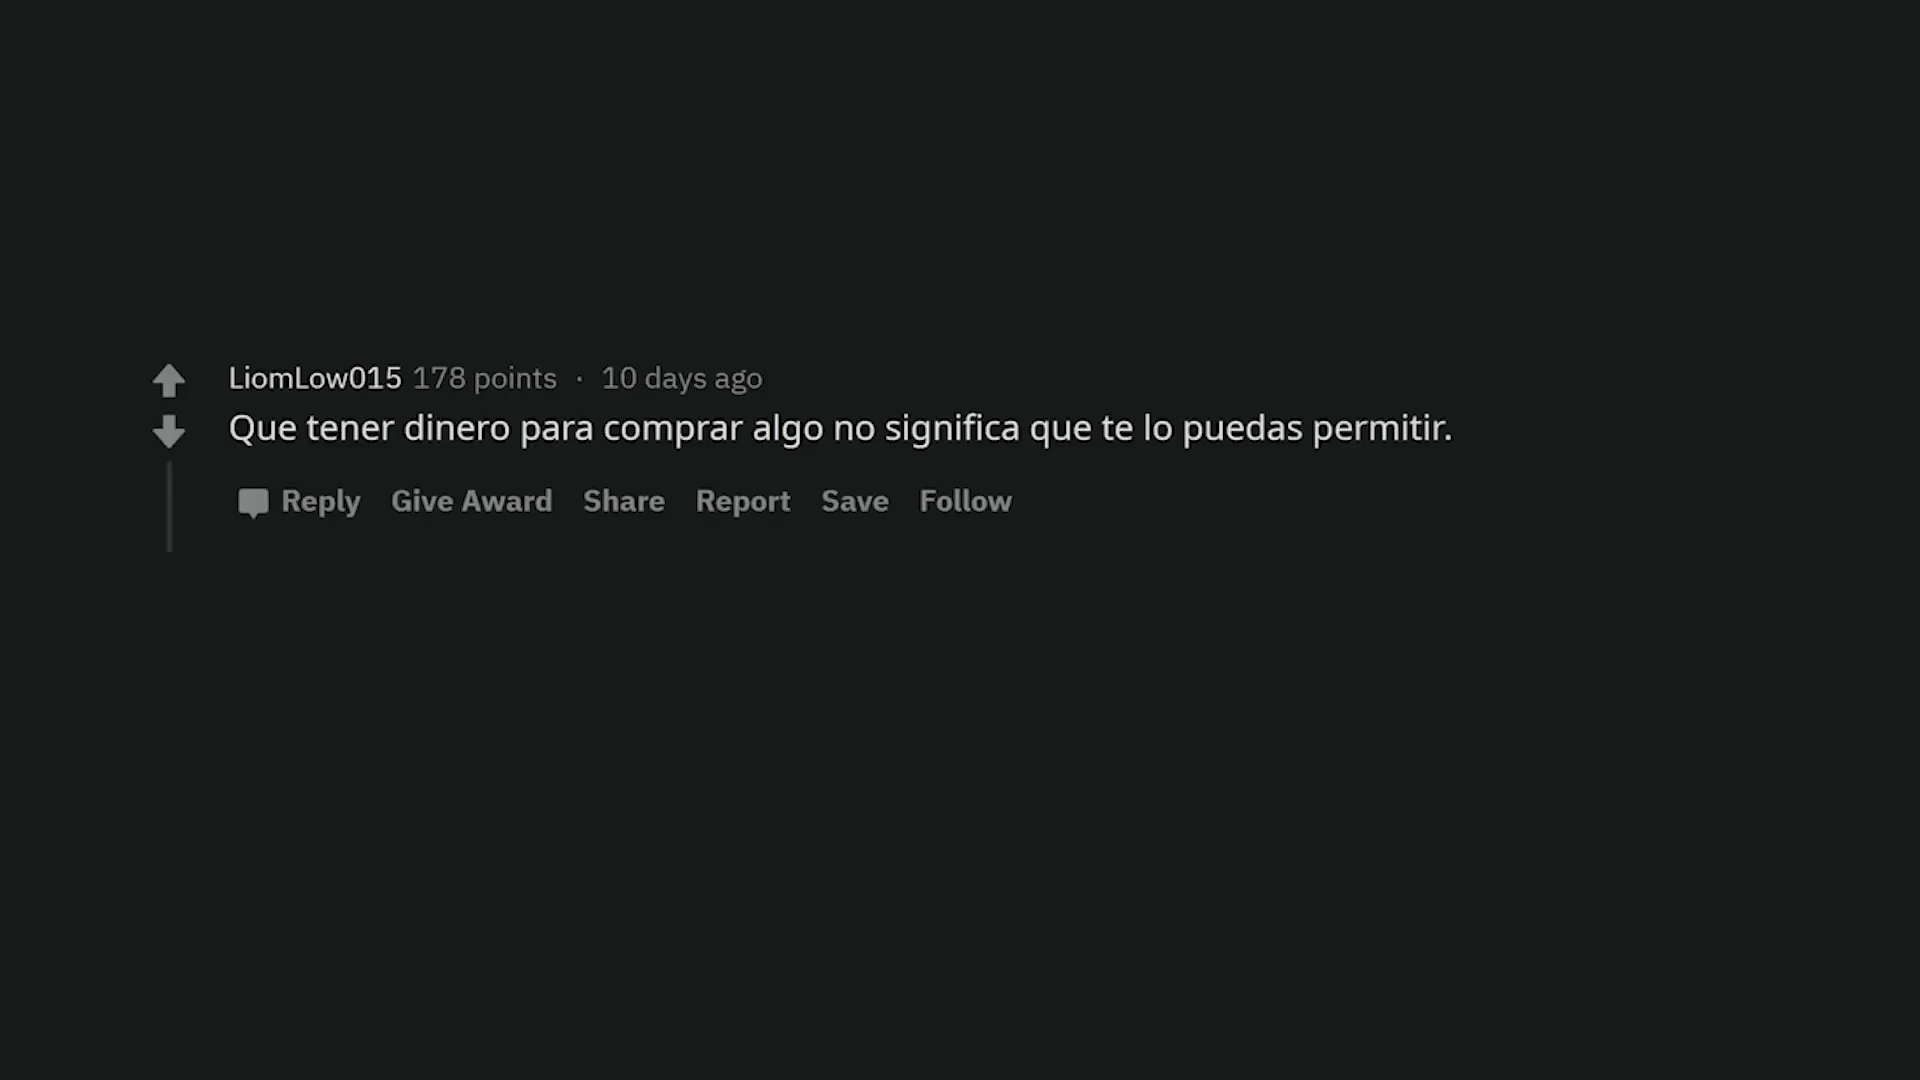 LiomLow015 178 points · 10 days ago
Que tener dinero para comprar algo no significa que te lo puedas permitir.
Reply Give Award Share Report Save Follow